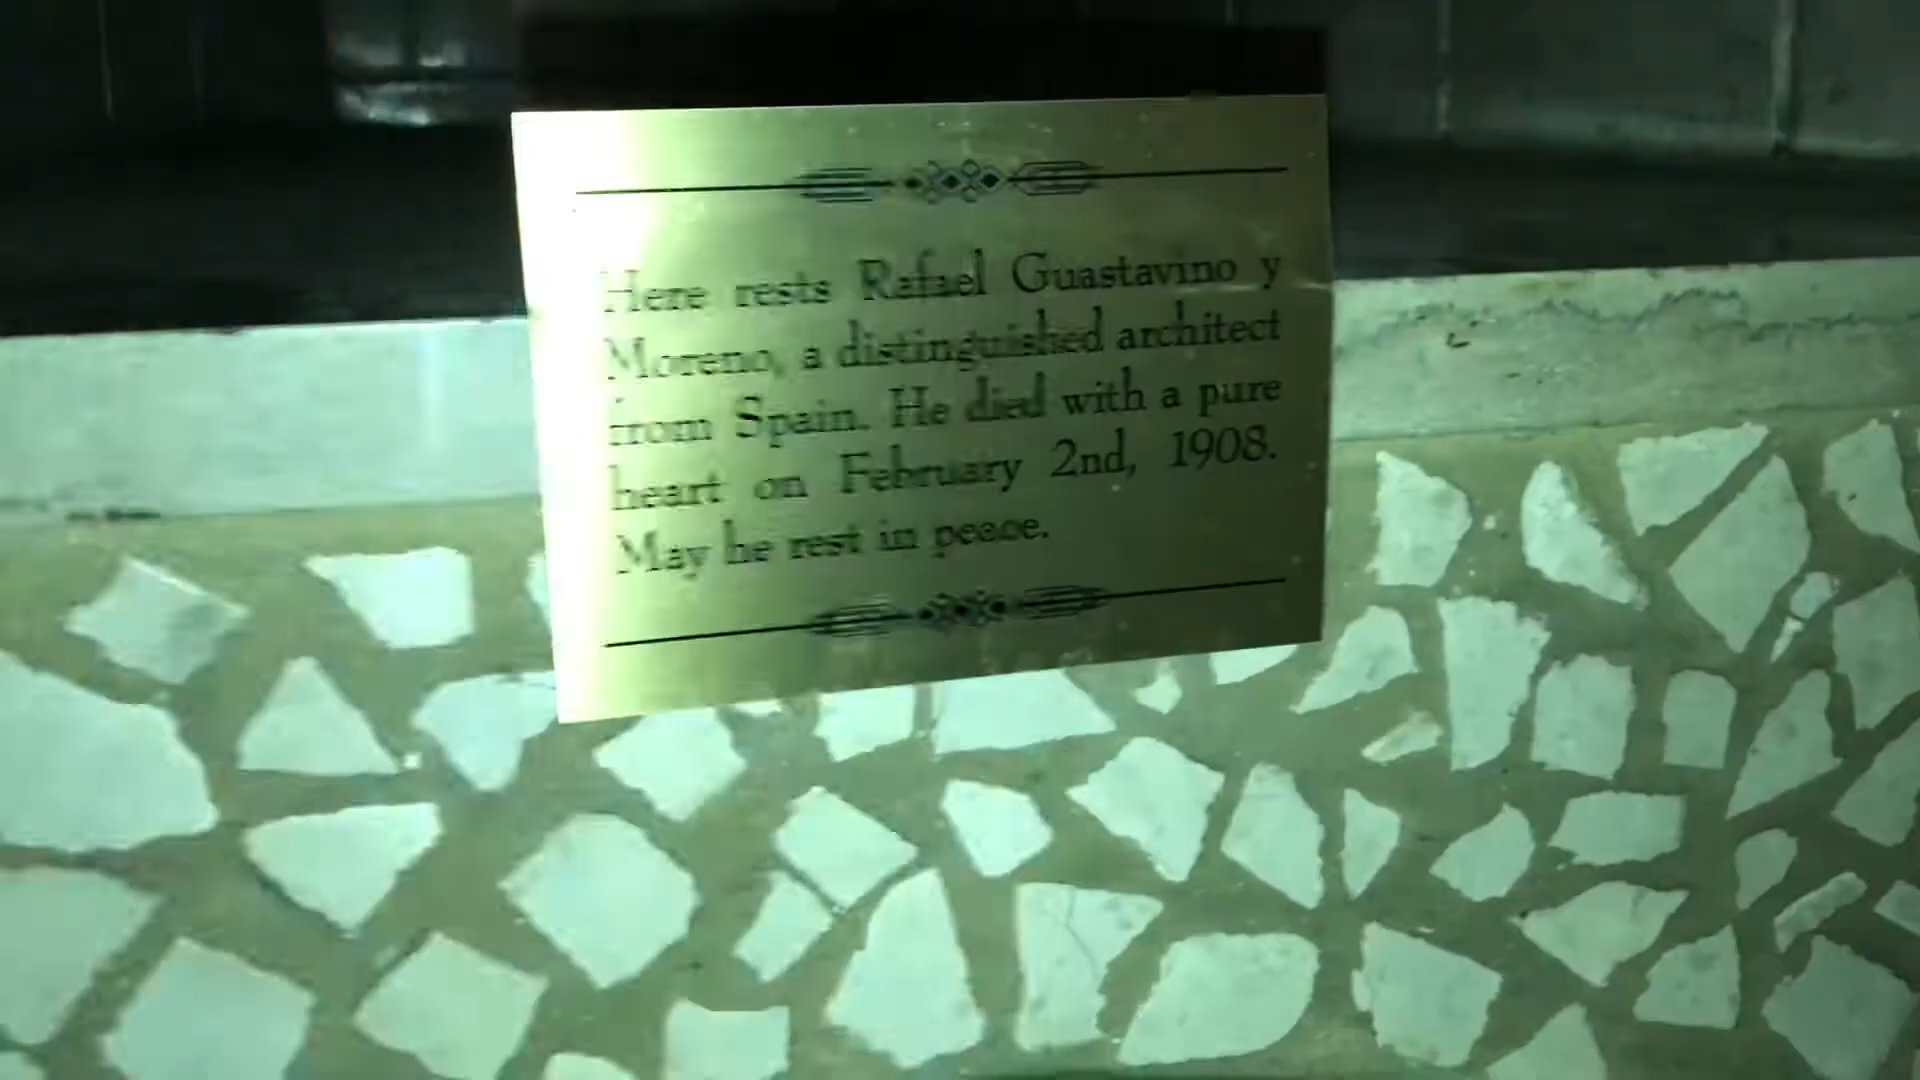 Here rests Rafael Guastavino y
Moreno, a distinguished architect
from Spain. He died with a pure
heart on February 2nd, 1908.
May he rest in peace.